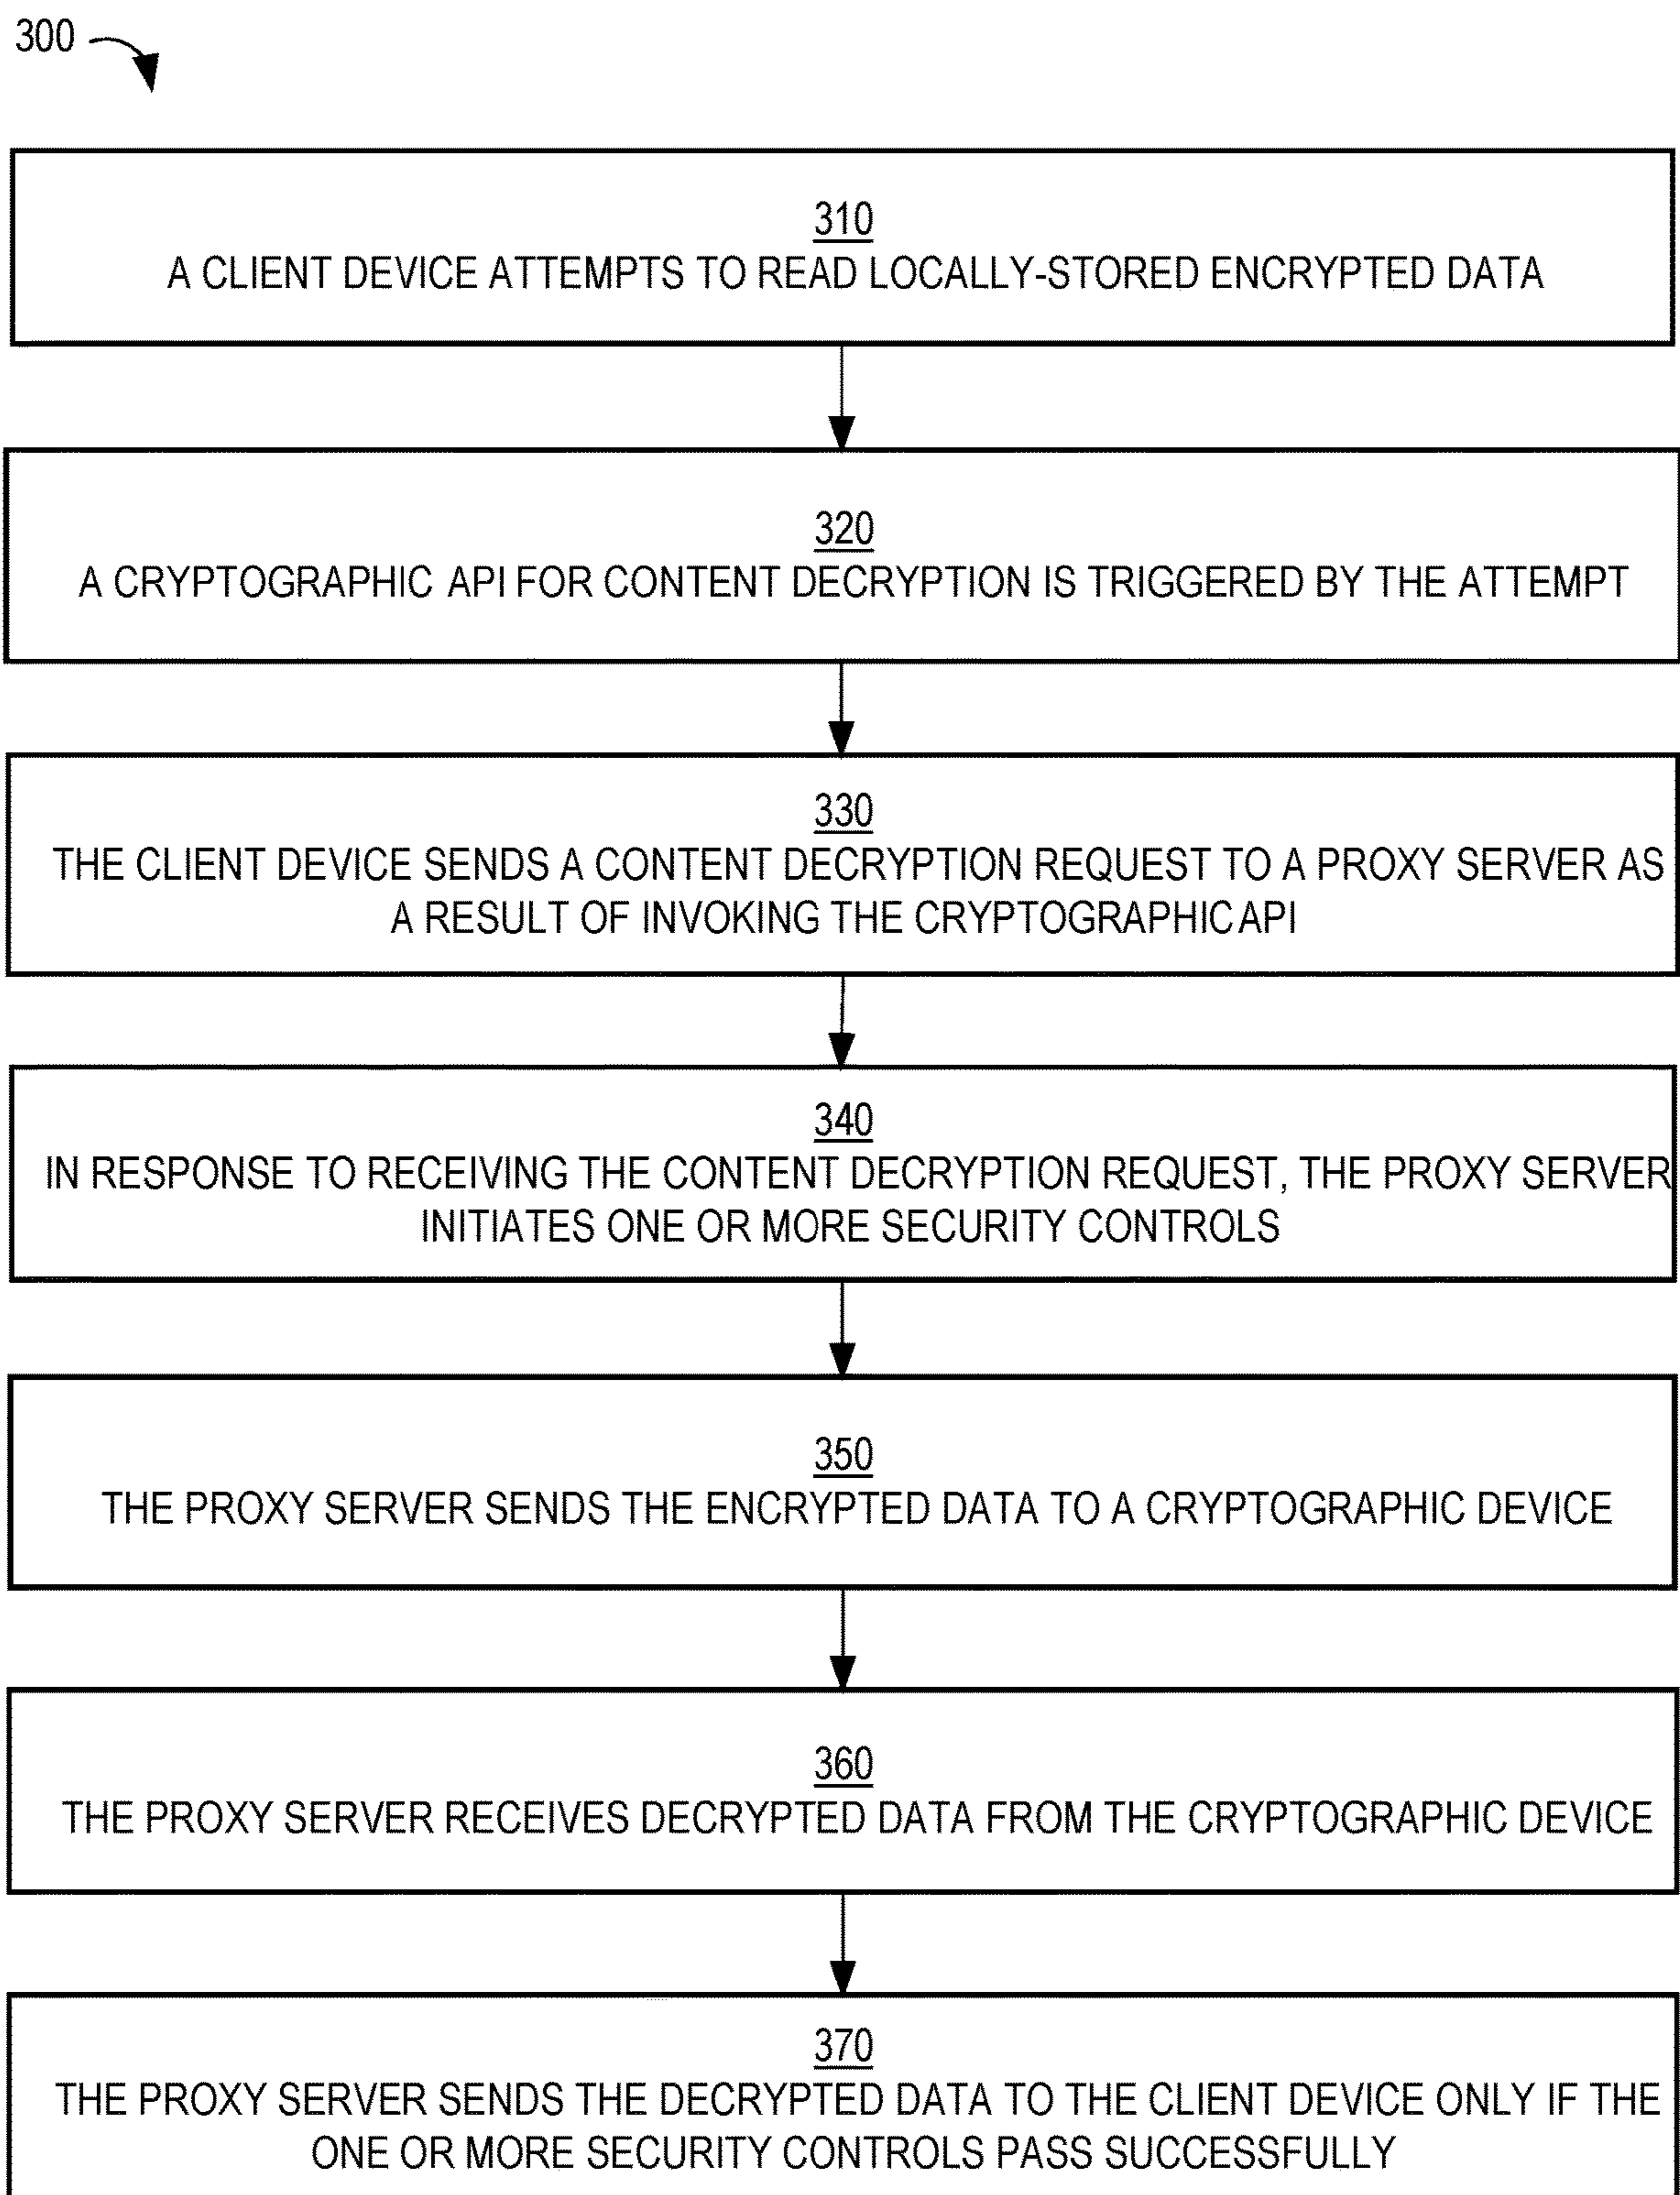 300
310
A CLIENT DEVICE ATTEMPTS TO READ LOCALLY-STORED ENCRYPTED DATA
320
A CRYPTOGRAPHIC API FOR CONTENT DECRYPTION IS TRIGGERED BY THE ATTEMPT
330
THE CLIENT DEVICE SENDS A CONTENT DECRYPTION REQUEST TO A PROXY SERVER AS
A RESULT OF INVOKING THE CRYPTOGRAPHIC API
340
IN RESPONSE TO RECEIVING THE CONTENT DECRYPTION REQUEST, THE PROXY SERVER
INITIATES ONE OR MORE SECURITY CONTROLS
350
THE PROXY SERVER SENDS THE ENCRYPTED DATA TO A CRYPTOGRAPHIC DEVICE
360
THE PROXY SERVER RECEIVES DECRYPTED DATA FROM THE CRYPTOGRAPHIC DEVICE
370
THE PROXY SERVER SENDS THE DECRYPTED DATA TO THE CLIENT DEVICE ONLY IF THE
ONE OR MORE SECURITY CONTROLS PASS SUCCESSFULLY